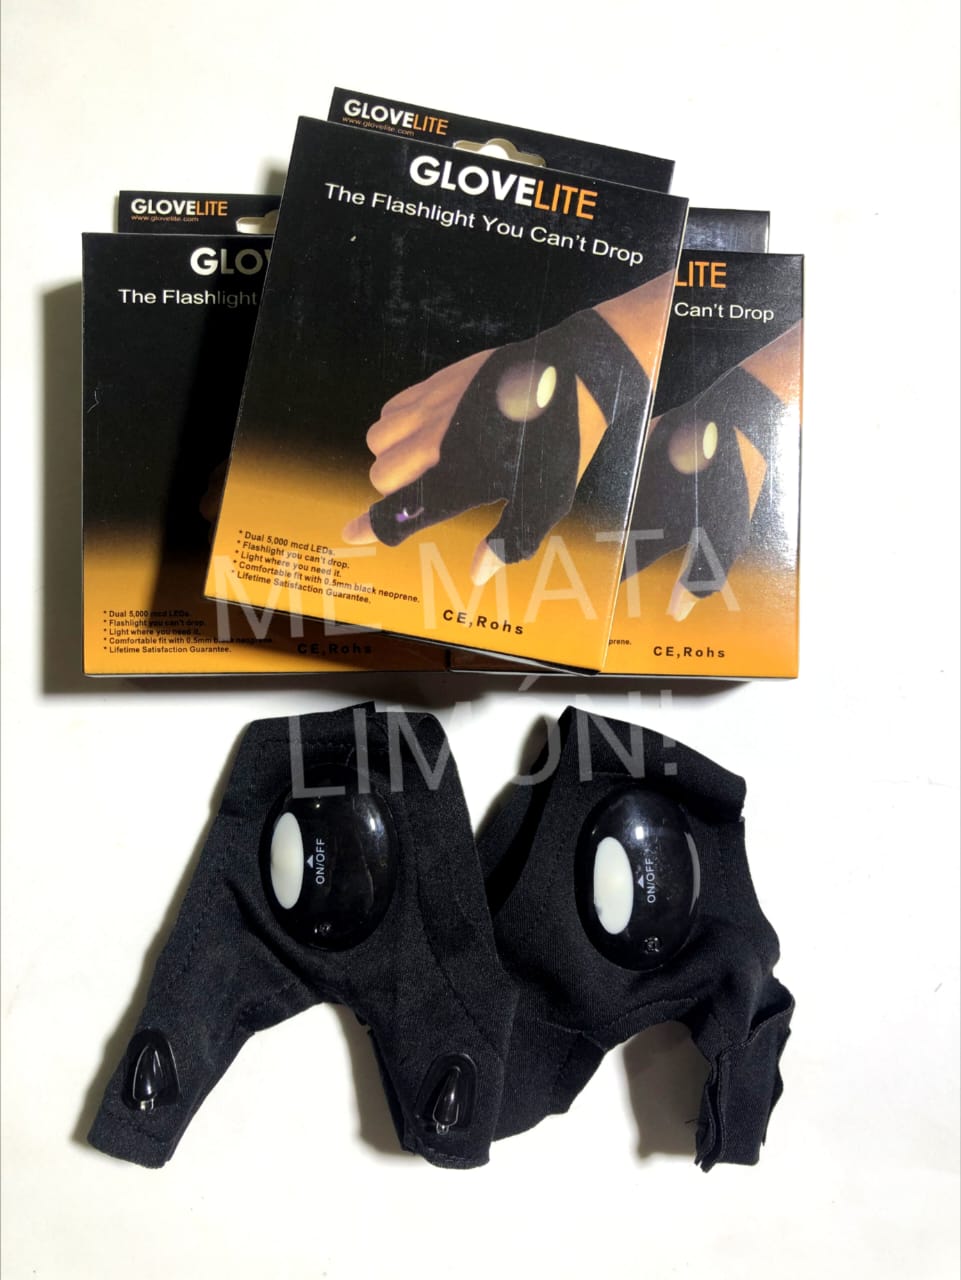 GLOVELITE
www.glovelite.com
GLOVELITE
The Flashlight You Can't Drop
* Dual 5,000 mcd LEDs.
* Flashlight you can't drop.
* Light where you need it.
* Comfortable fit with 0.5mm black neoprene.
* Lifetime Satisfaction Guarantee.
CE,Rohs
GLOVELITE
www.glovelite.com
GLO
The Flashlight
* Dual 5,000 mcd LEDs.
* Flashlight you can't drop.
* Light where you need it.
* Comfortable fit with 0.5mm black neoprene.
* Lifetime Satisfaction Guarantee.
CE,Rohs
LITE
Can't Drop
prene.
CE,Rohs
ME MATA
LIMÓN!
ON/OFF
ON/OFF